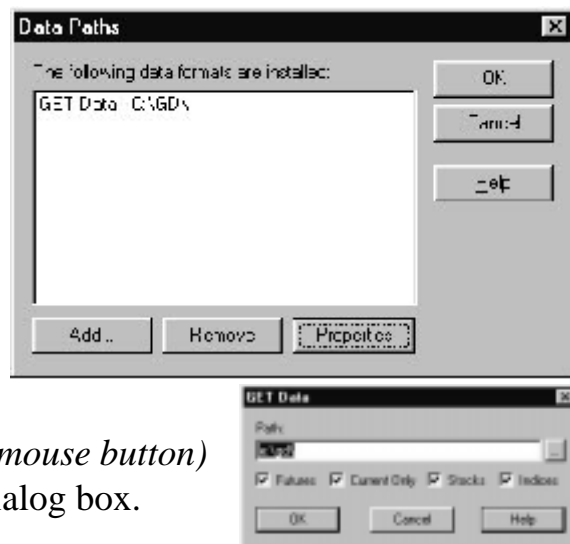 Data Paths
The following data formats are installed:
GET Data C:\GD\
OK
Cancel
Help
Add...
Remove
Properties
GET Data
Path:
mouse button)
Futures Current Only Stocks Indices
alog box.
OK Cancel Help